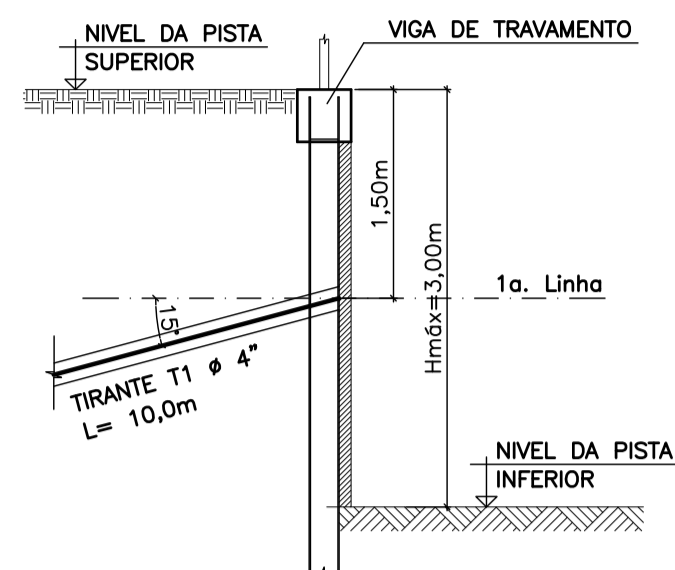 NIVEL DA PISTA
SUPERIOR
VIGA DE TRAVAMENTO
1,50m
Hmáx=3,00m
1a. Linha
15°
TIRANTE T1 ø 4"
L= 10,0m
NIVEL DA PISTA
INFERIOR